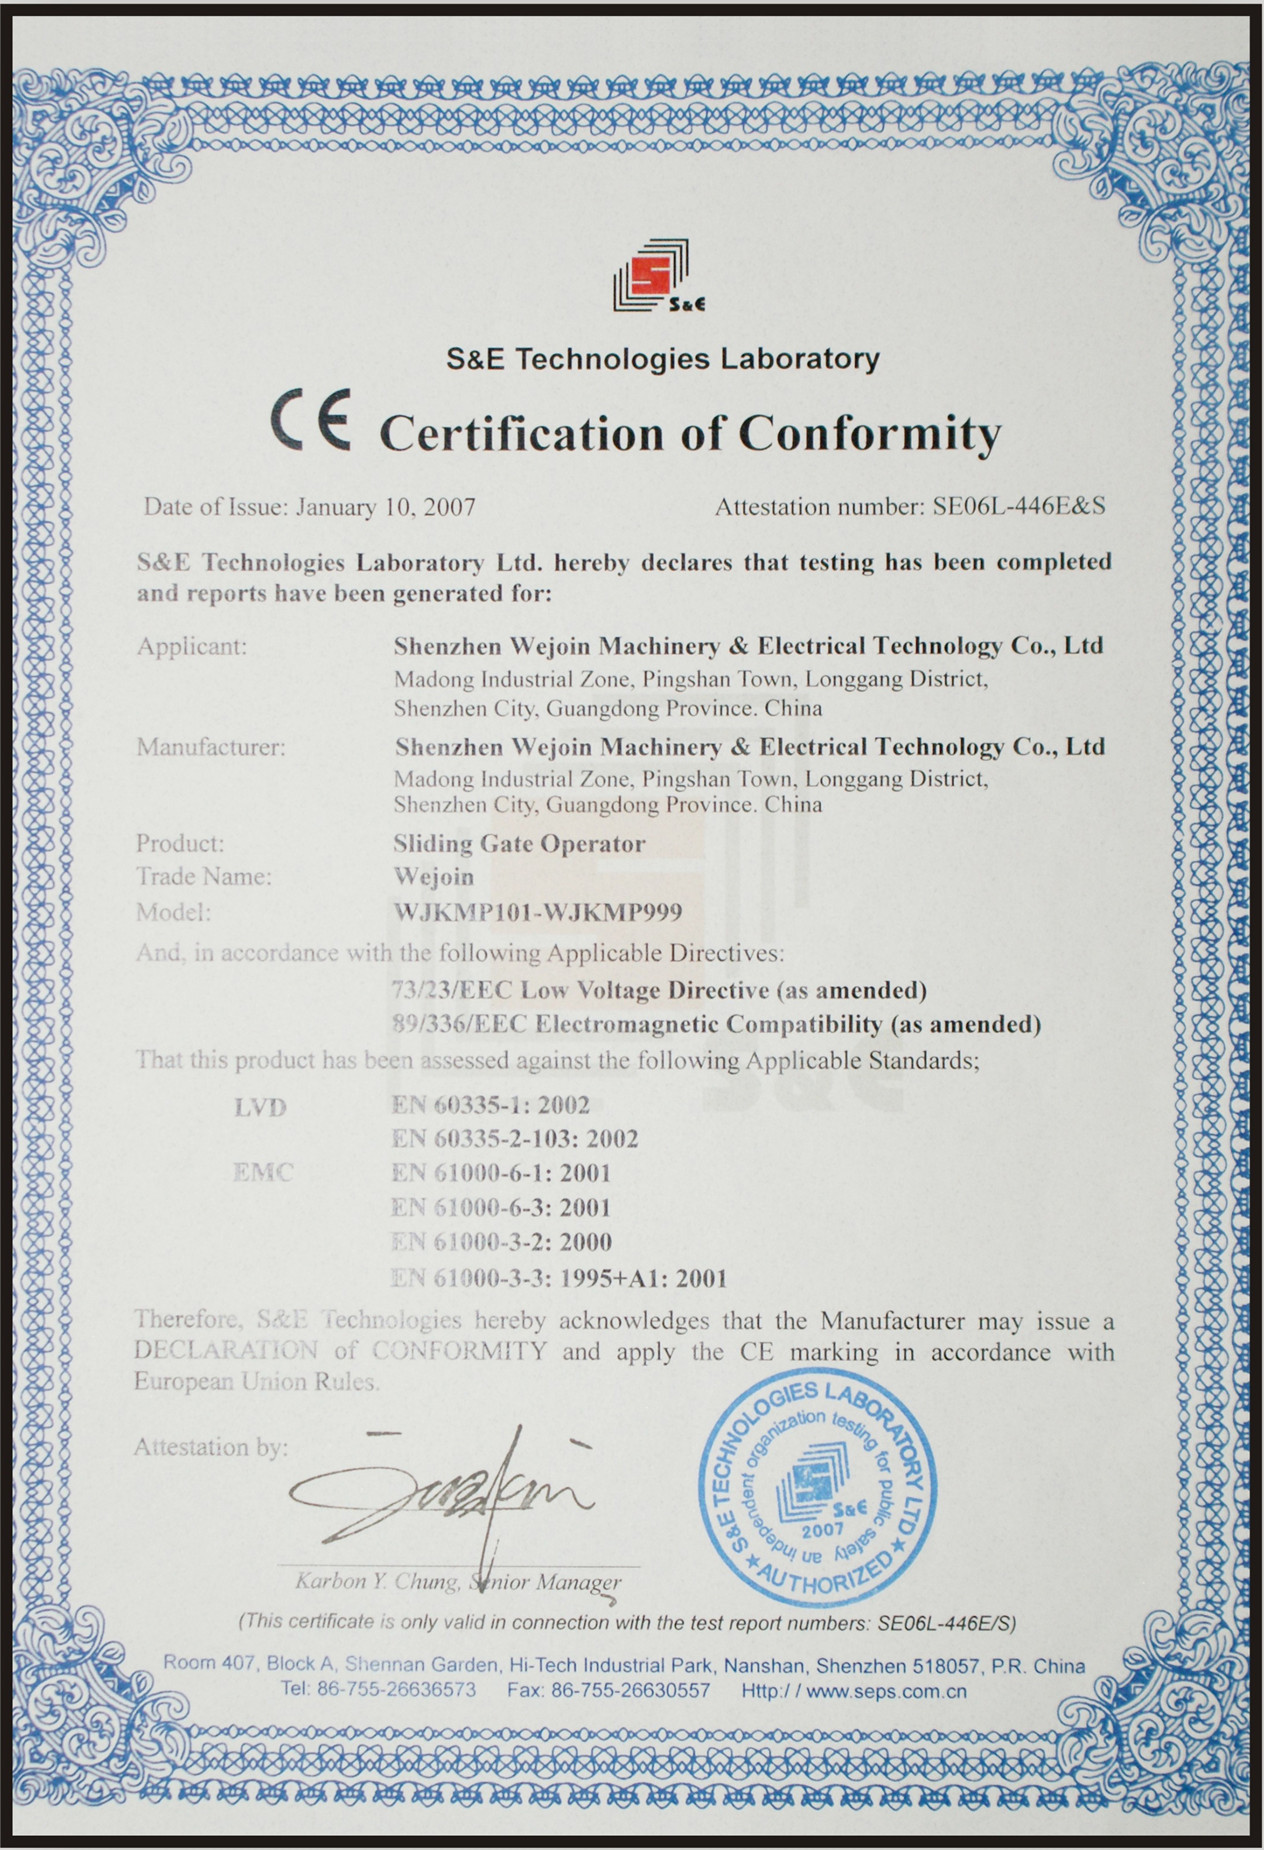 S&E
S&E Technologies Laboratory
CE Certification of Conformity
Date of Issue: January 10, 2007 Attestation number: SE06L-446E&S
S&E Technologies Laboratory Ltd. hereby declares that testing has been completed
and reports have been generated for:
Applicant: Shenzhen Wejoin Machinery & Electrical Technology Co., Ltd
Madong Industrial Zone, Pingshan Town, Longgang District,
Shenzhen City, Guangdong Province. China
Manufacturer: Shenzhen Wejoin Machinery & Electrical Technology Co., Ltd
Madong Industrial Zone, Pingshan Town, Longgang District,
Shenzhen City, Guangdong Province. China
Product: Sliding Gate Operator
Trade Name: Wejoin
Model: WJKMP101-WJKMP999
And, in accordance with the following Applicable Directives:
73/23/EEC Low Voltage Directive (as amended)
89/336/EEC Electromagnetic Compatibility (as amended)
That this product has been assessed against the following Applicable Standards;
S&E
LVD EN 60335-1: 2002
EN 60335-2-103: 2002
EMC EN 61000-6-1: 2001
EN 61000-6-3: 2001
EN 61000-3-2: 2000
EN 61000-3-3: 1995+A1: 2001
Therefore, S&E Technologies hereby acknowledges that the Manufacturer may issue a
DECLARATION of CONFORMITY and apply the CE marking in accordance with
European Union Rules.
Attestation by:
S&E TECHNOLOGIES LABORATORY LTD
an independent organization testing for public safety
S&E
2007
★ AUTHORIZED ★
Karbon Y. Chung, Senior Manager
(This certificate is only valid in connection with the test report numbers: SE06L-446E/S)
Room 407, Block A, Shennan Garden, Hi-Tech Industrial Park, Nanshan, Shenzhen 518057, P.R. China
Tel: 86-755-26636573 Fax: 86-755-26630557 Http:/ / www.seps.com.cn